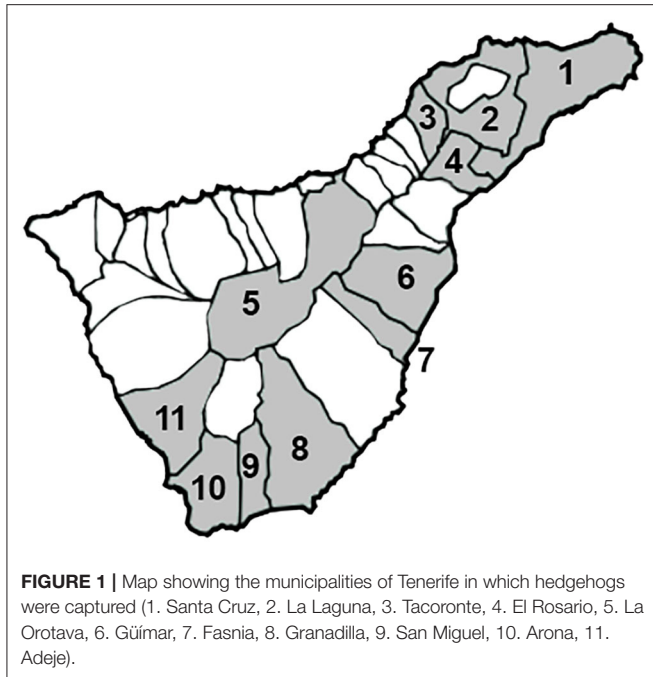 1
2
3
4
5
6
7
8
9
10
11
FIGURE 1 | Map showing the municipalities of Tenerife in which hedgehogs
were captured (1. Santa Cruz, 2. La Laguna, 3. Tacoronte, 4. El Rosario, 5. La
Orotava, 6. Güímar, 7. Fasnia, 8. Granadilla, 9. San Miguel, 10. Arona, 11.
Adeje).